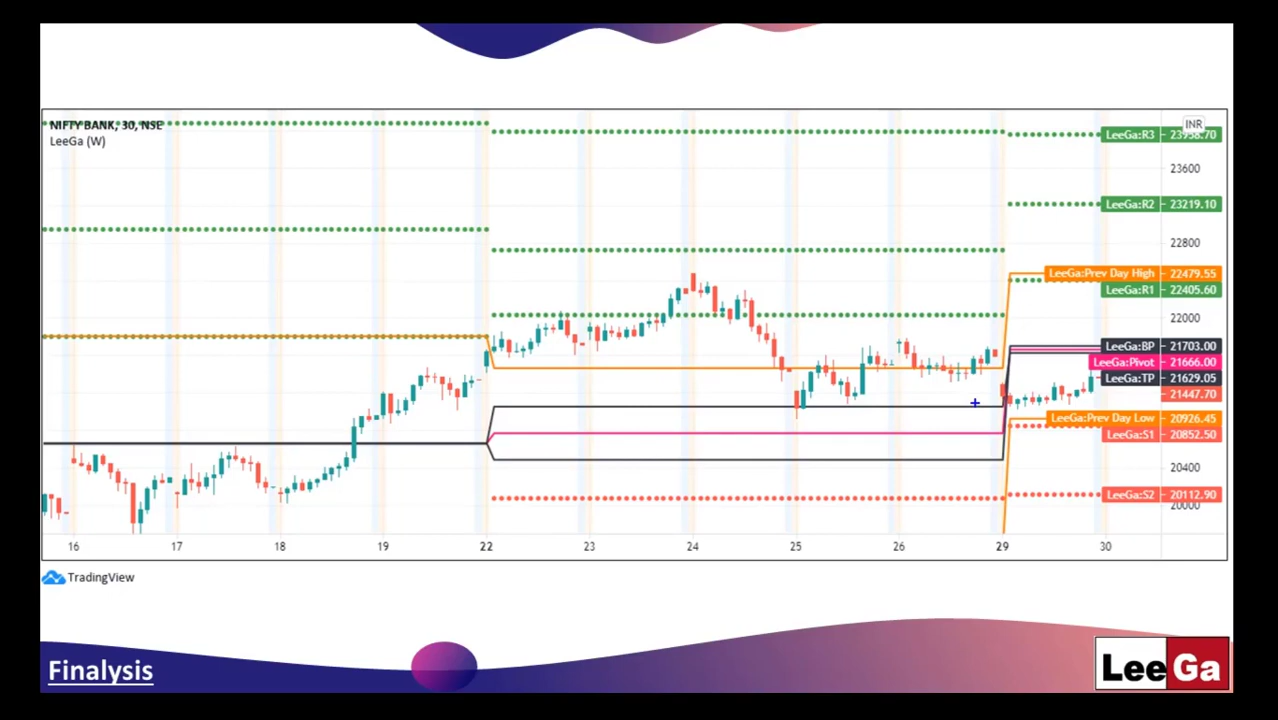 NIFTY BANK, 30, NSE
LeeGa (W)
INR
LeeGa:R3 23958.70
23600
LeeGa:R2 23219.10
22800
LeeGa:Prev Day High 22479.55
LeeGa:R1 22405.60
22000
LeeGa:BP 21703.00
LeeGa:Pivot 21666.00
LeeGa:TP 21629.05
21447.70
LeeGa:Prev Day Low 20926.45
LeeGa:S1 20852.50
20400
LeeGa:S2 20112.90
20000
16 17 18 19 22 23 24 25 26 29 30
TradingView
Finalysis
LeeGa